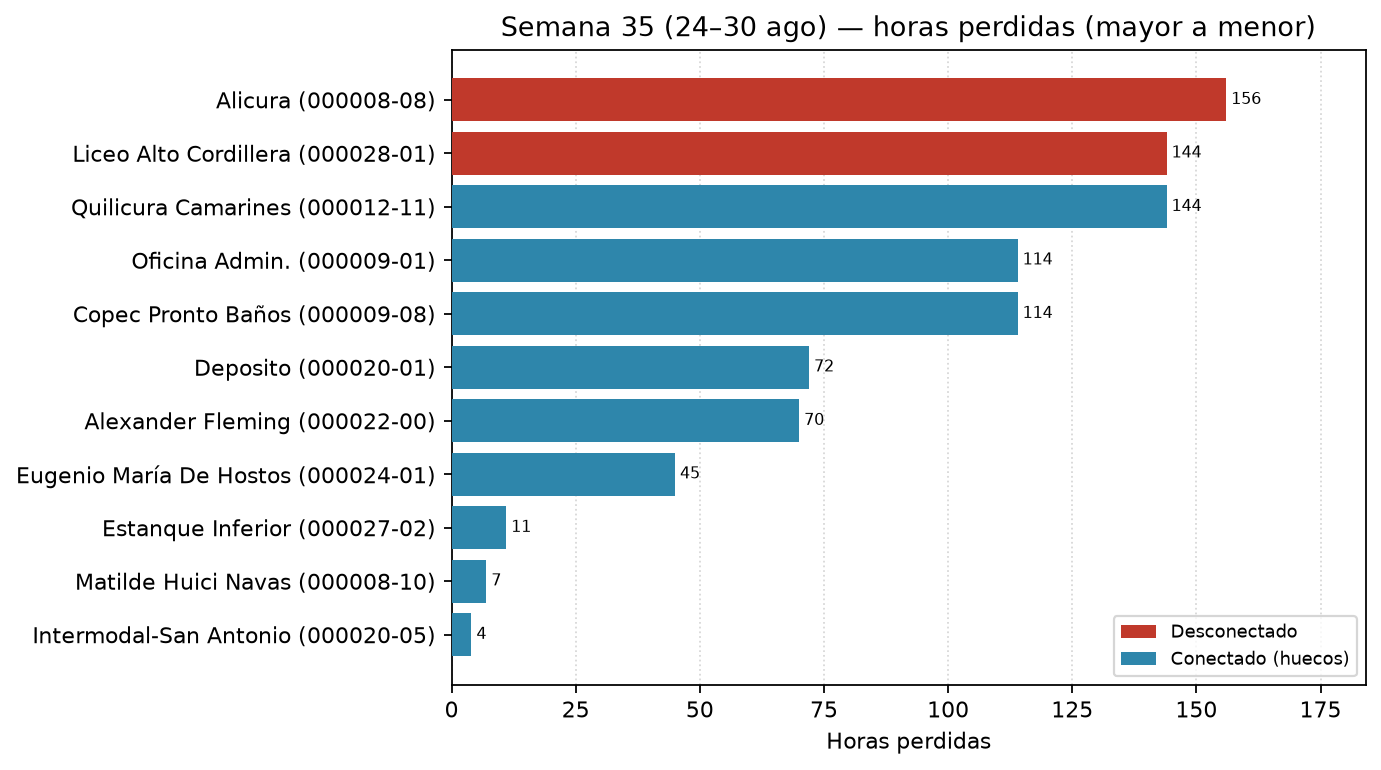 Semana 35 (24–30 ago) — horas perdidas (mayor a menor)
Alicura (000008-08) 156
Liceo Alto Cordillera (000028-01) 144
Quilicura Camarines (000012-11) 144
Oficina Admin. (000009-01) 114
Copec Pronto Baños (000009-08) 114
Deposito (000020-01) 72
Alexander Fleming (000022-00) 70
Eugenio María De Hostos (000024-01) 45
Estanque Inferior (000027-02) 11
Matilde Huici Navas (000008-10) 7
Intermodal-San Antonio (000020-05) 4
Desconectado
Conectado (huecos)
0 25 50 75 100 125 150 175
Horas perdidas